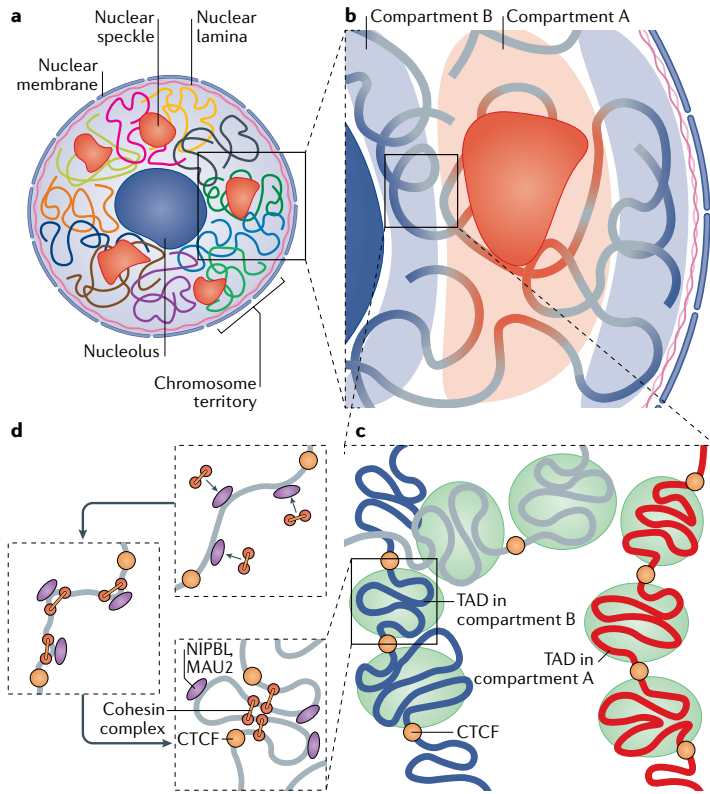 a
Nuclear
speckle
Nuclear
lamina
Nuclear
membrane
Nucleolus
Chromosome
territory
b
Compartment B
Compartment A
d
NIPBL,
MAU2
Cohesin
complex
CTCF
c
TAD in
compartment B
TAD in
compartment A
CTCF